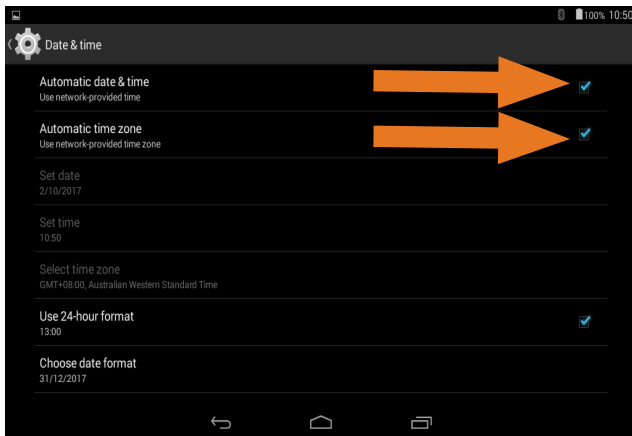 100% 10:50
Date & time
Automatic date & time
Use network-provided time
Automatic time zone
Use network-provided time zone
Set date
2/10/2017
Set time
10:50
Select time zone
GMT+08:00, Australian Western Standard Time
Use 24-hour format
13:00
Choose date format
31/12/2017